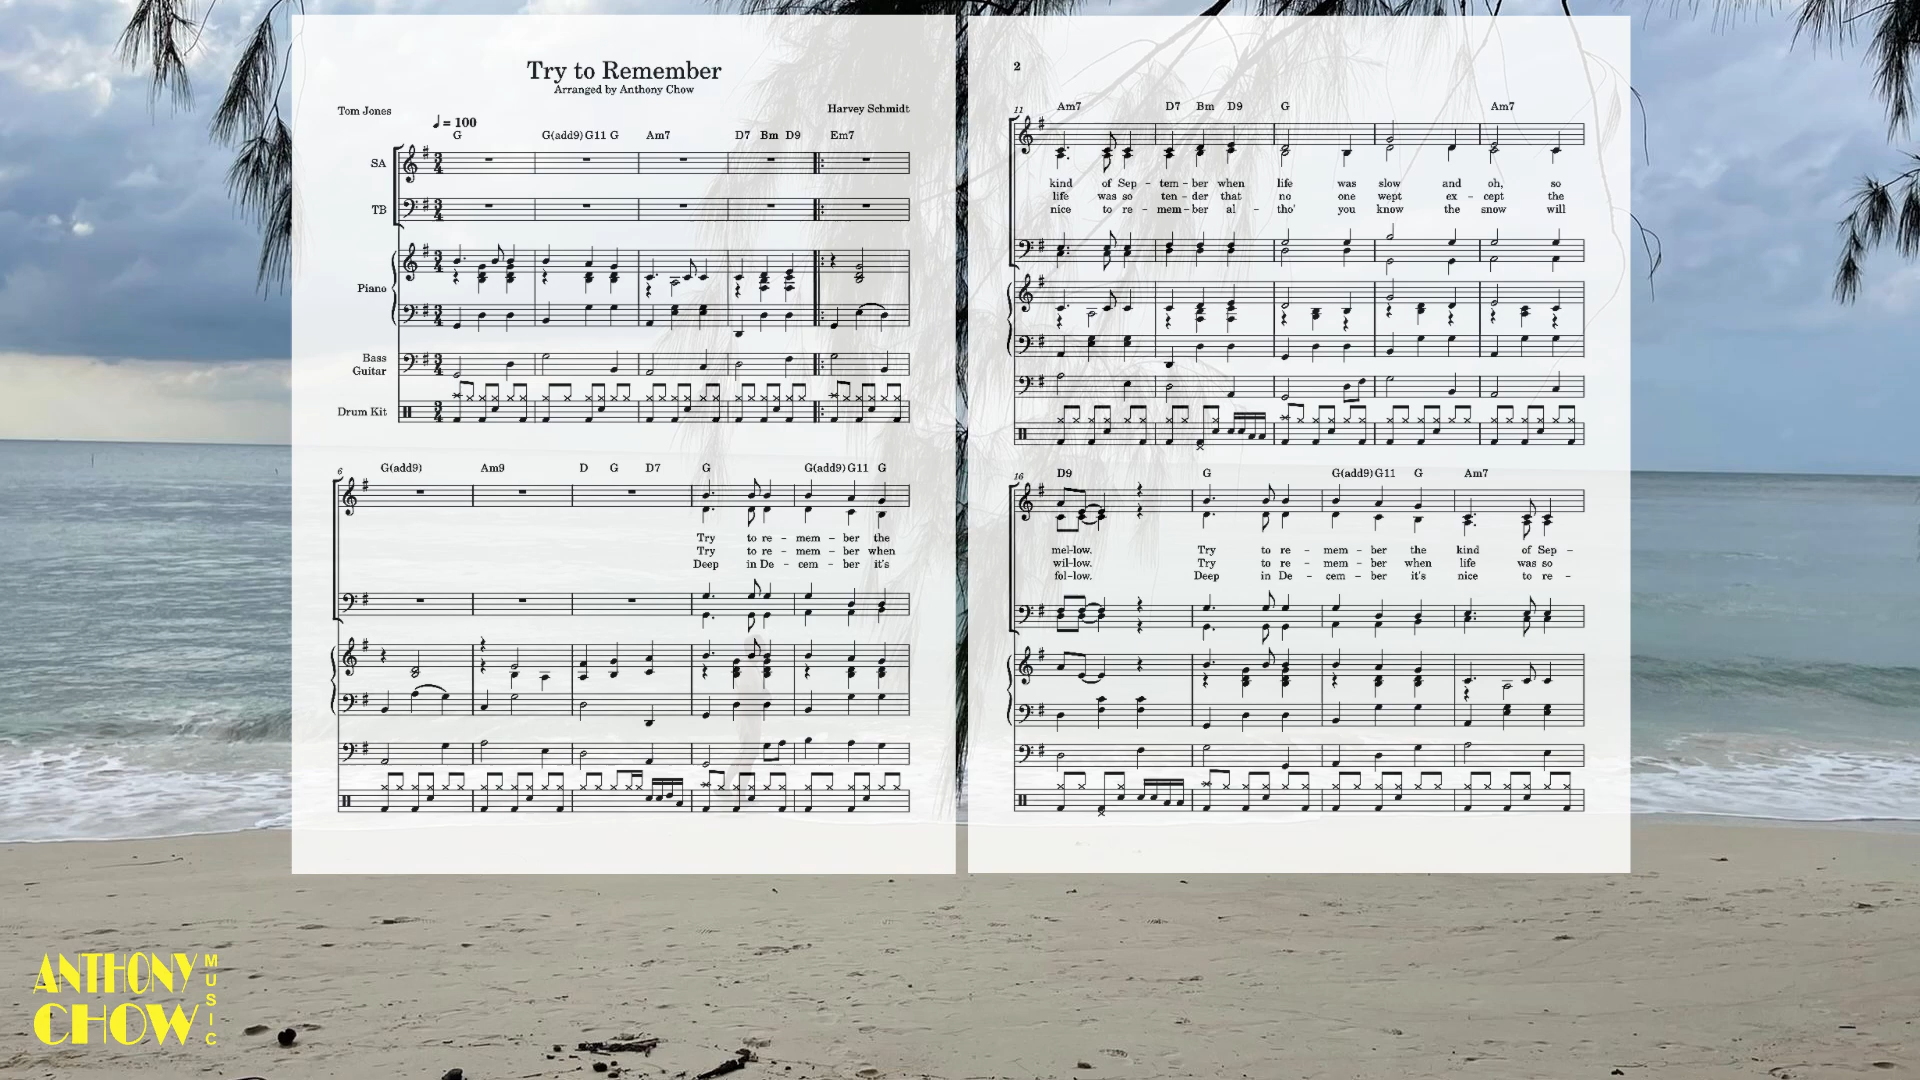 Try to Remember
Arranged by Anthony Chow
Tom Jones
Harvey Schmidt
= 100
G G(add9) G11 G Am7 D7 Bm D9 Em7
SA
TB
Piano
Bass
Guitar
Drum Kit
6
G(add9) Am9 D G D7 G G(add9) G11 G
Try to re - mem - ber the
Try to re - mem - ber when
Deep in De - cem - ber it's
2
11
Am7 D7 Bm D9 G Am7
kind of Sep - tem - ber when life was slow and oh, so
life was so ten - der that no one wept ex - cept the
nice to re - mem - ber al - tho' you know the snow will
16
D9 G G(add9) G11 G Am7
mel-low. Try to re - mem - ber the kind of Sep -
wil-low. Try to re - mem - ber when life was so
fol-low. Deep in De - cem - ber it's nice to re -
ANTHONY
CHOW
MUSIC